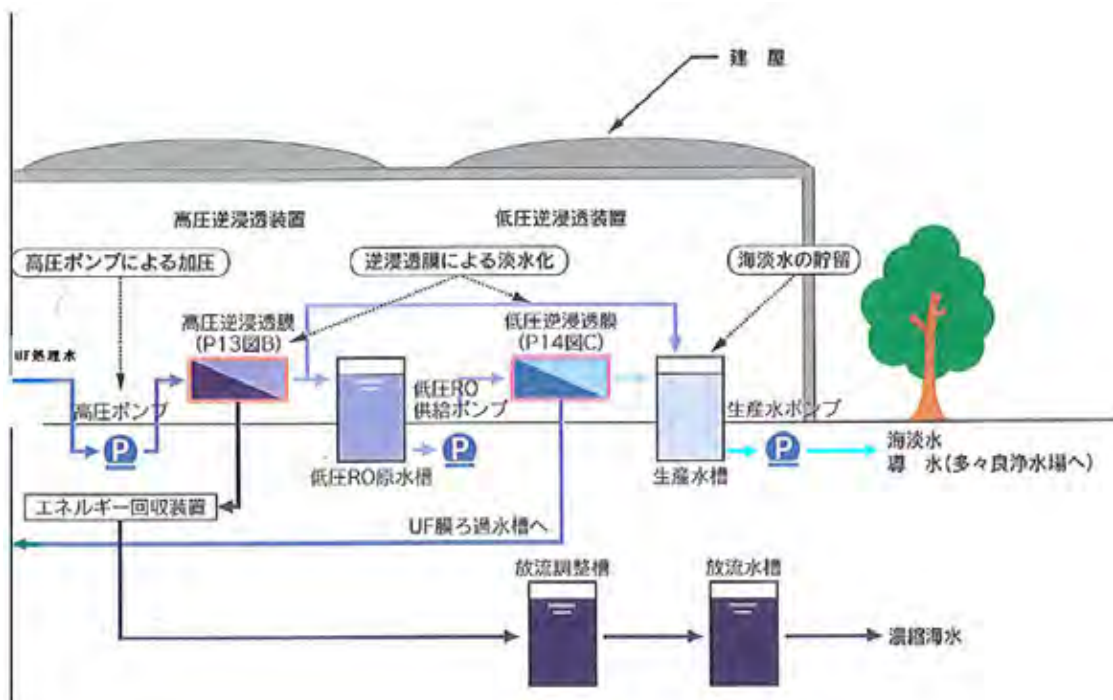 建 屋
高圧逆浸透装置
低圧逆浸透装置
高圧ポンプによる加圧
逆浸透膜による淡水化
海淡水の貯留
高圧逆浸透膜
(P13図B)
低圧逆浸透膜
(P14図C)
UF処理水
高圧ポンプ
P
低圧RO
供給ポンプ
P
低圧RO原水槽
生産水ポンプ
P
生産水槽
海淡水
導 水(多々良浄水場へ)
エネルギー回収装置
UF膜ろ過水槽へ
放流調整槽
放流水槽
濃縮海水